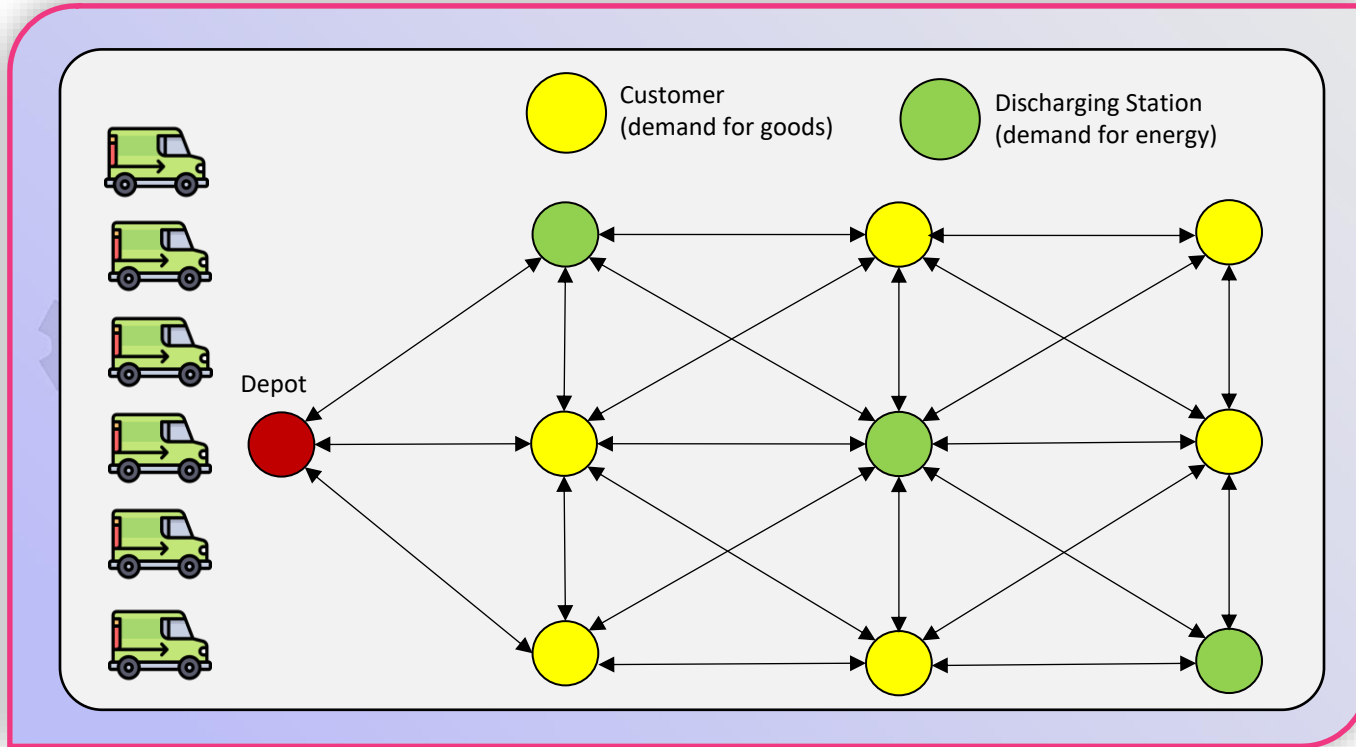 Customer
(demand for goods)
Discharging Station
(demand for energy)
Depot